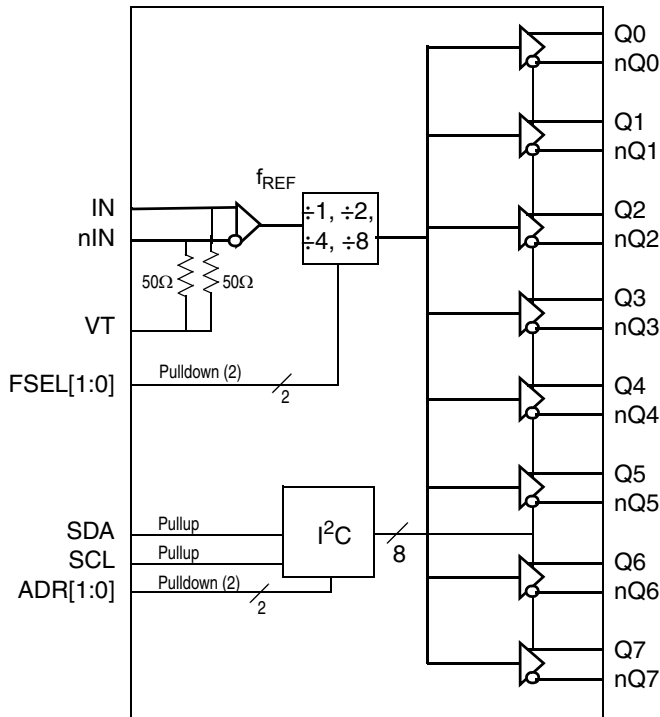 Q0
nQ0
Q1
nQ1
fREF
IN
÷1, ÷2,
÷4, ÷8
Q2
nIN
nQ2
50Ω
50Ω
Q3
VT
nQ3
Pulldown (2)
FSEL[1:0]
2
Q4
nQ4
Q5
nQ5
SDA
Pullup
I²C
8
SCL
Pullup
Q6
ADR[1:0]
Pulldown (2)
2
nQ6
Q7
nQ7